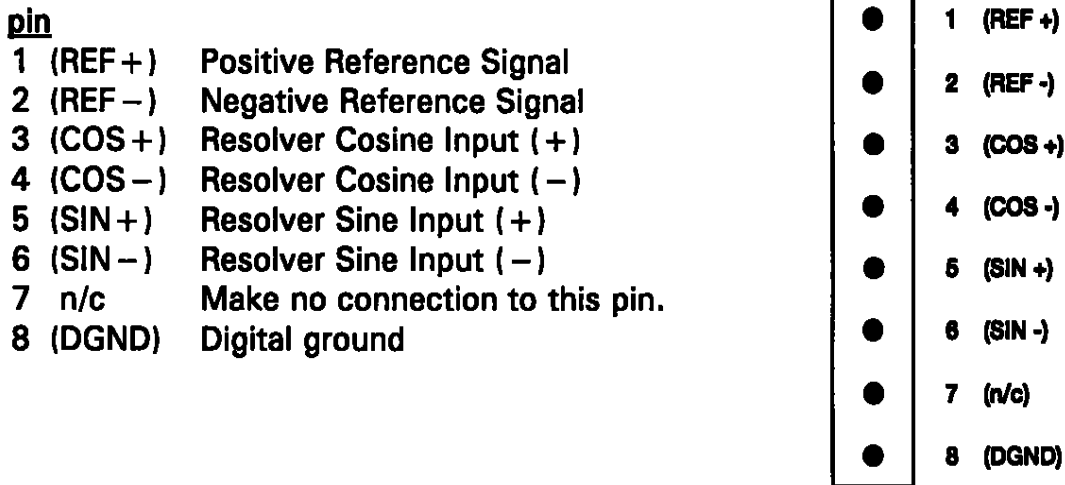 pin
1 (REF+) Positive Reference Signal
2 (REF−) Negative Reference Signal
3 (COS+) Resolver Cosine Input (+)
4 (COS−) Resolver Cosine Input (−)
5 (SIN+) Resolver Sine Input (+)
6 (SIN−) Resolver Sine Input (−)
7 n/c Make no connection to this pin.
8 (DGND) Digital ground
1 (REF +)
2 (REF -)
3 (COS +)
4 (COS -)
5 (SIN +)
6 (SIN -)
7 (n/c)
8 (DGND)